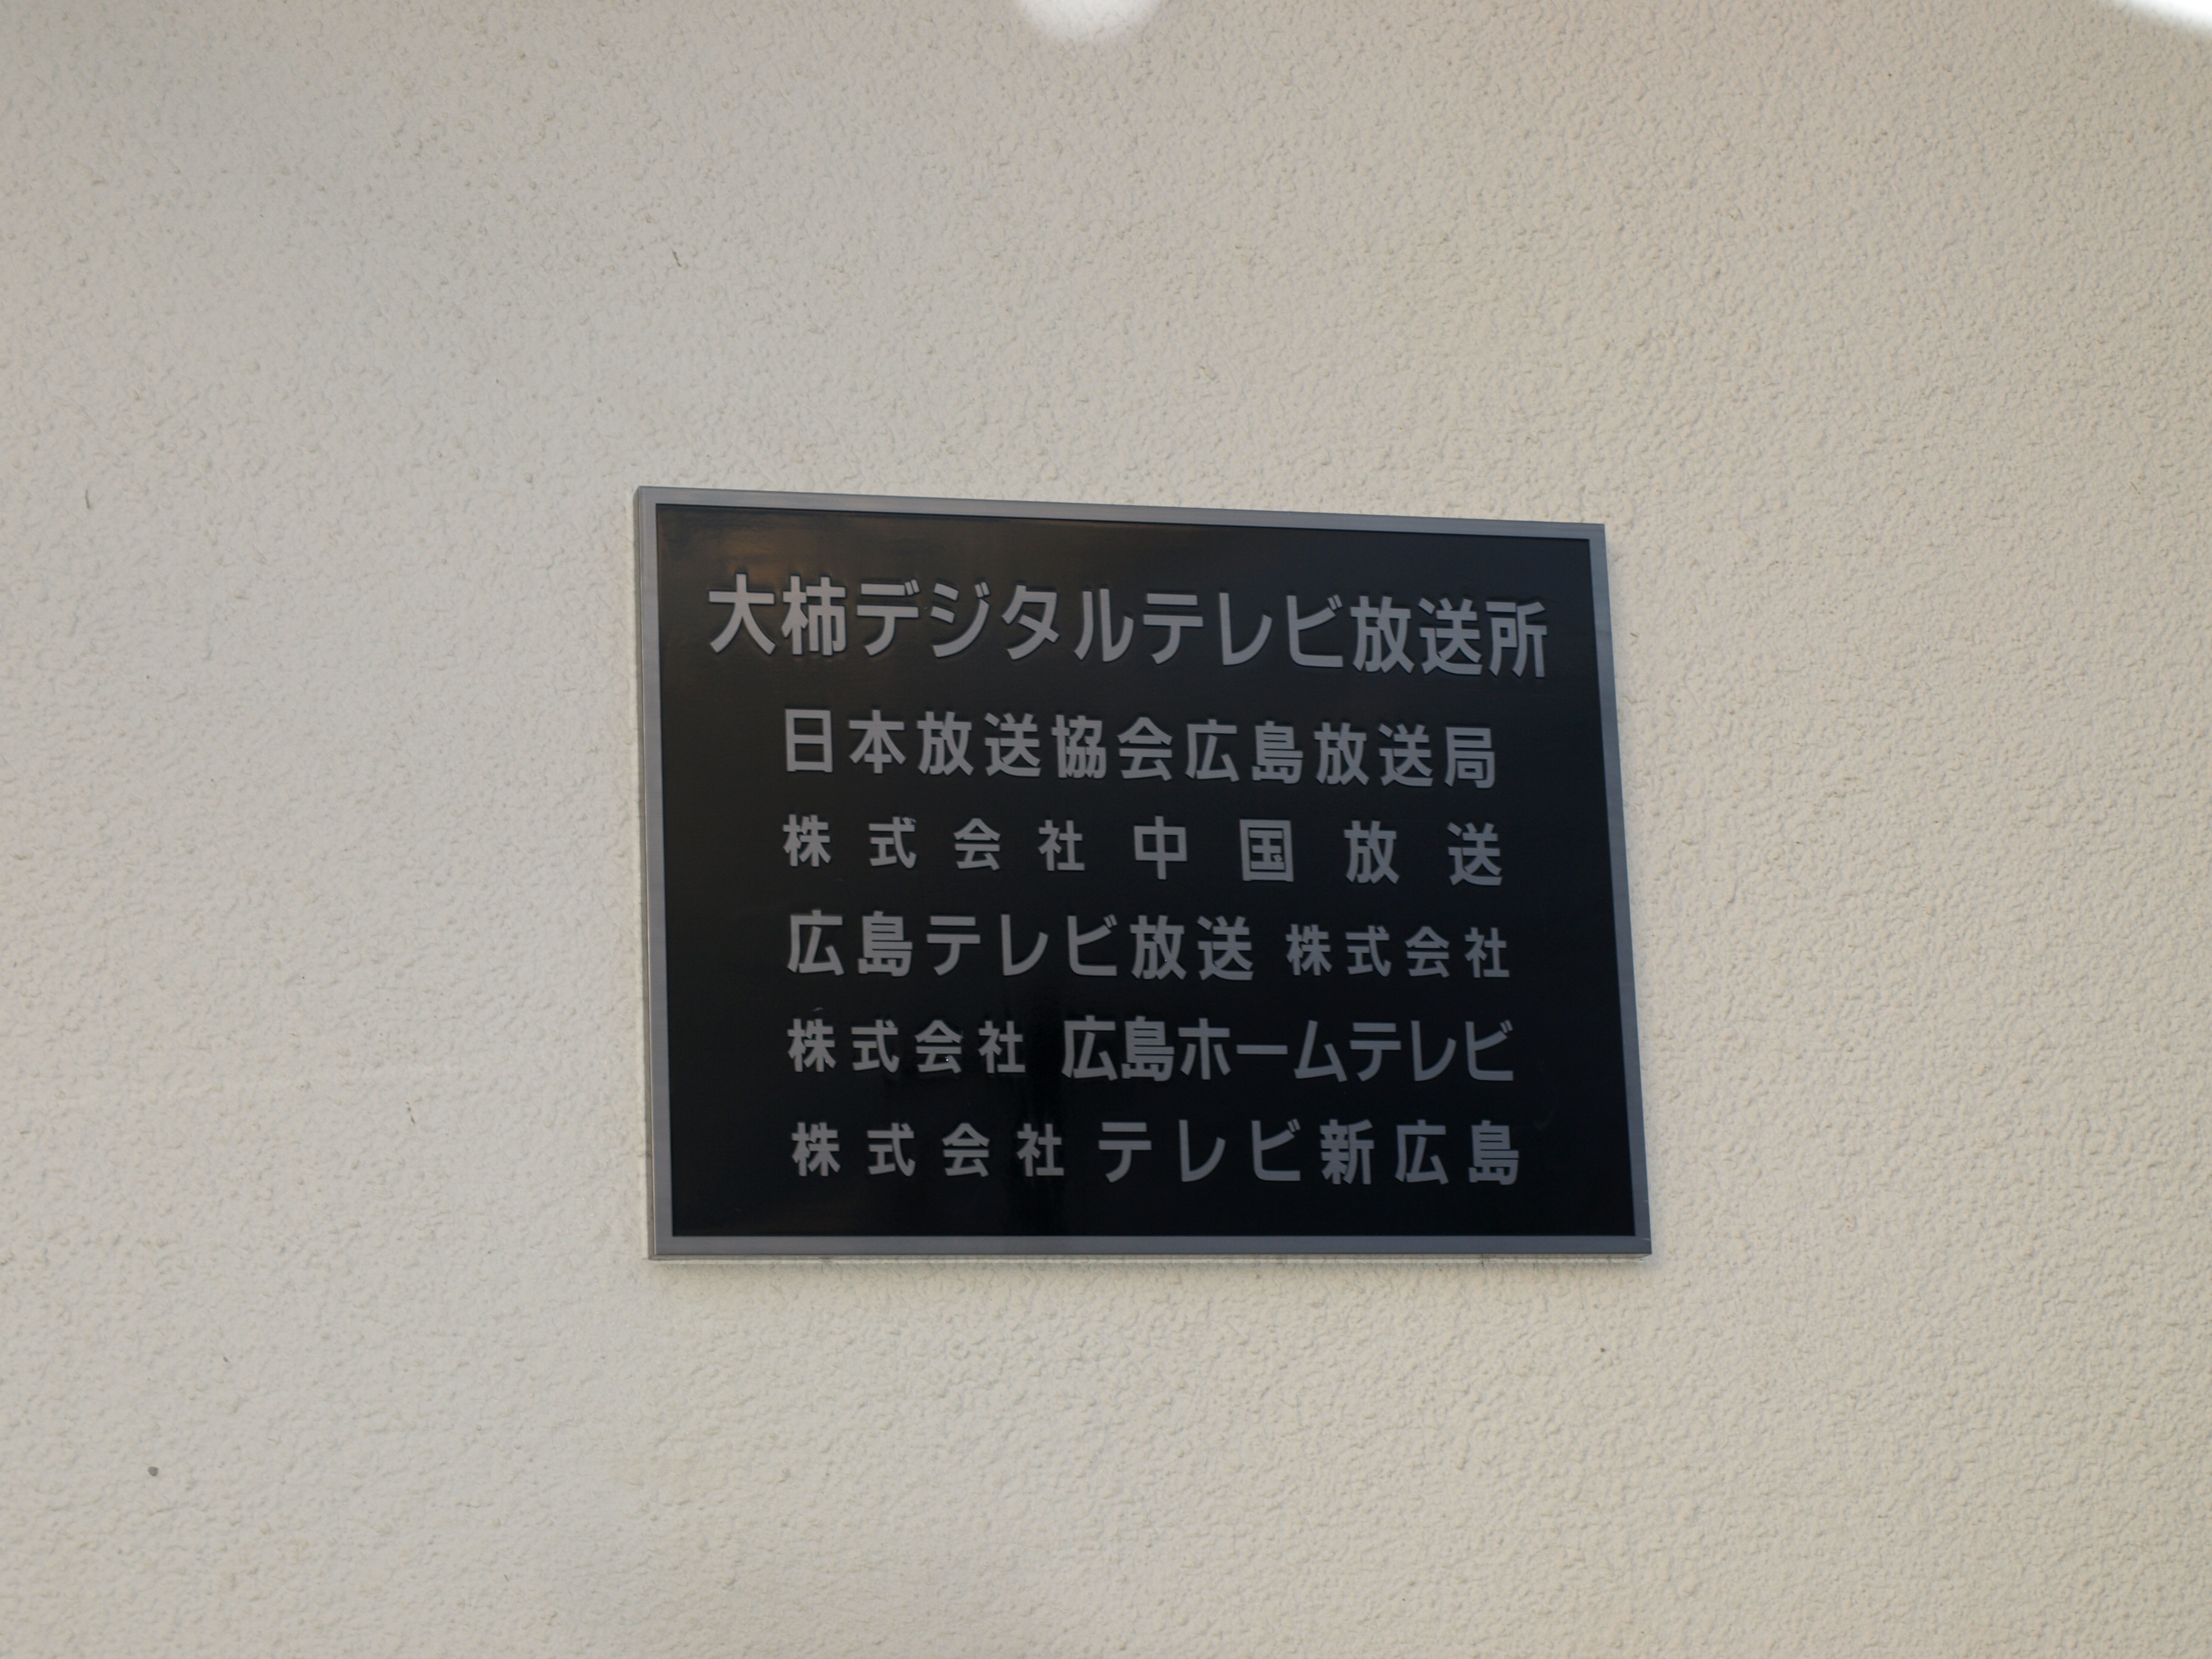 大柿デジタルテレビ放送所
日本放送協会広島放送局
株式会社中国放送
広島テレビ放送 株式会社
株式会社 広島ホームテレビ
株式会社 テレビ新広島